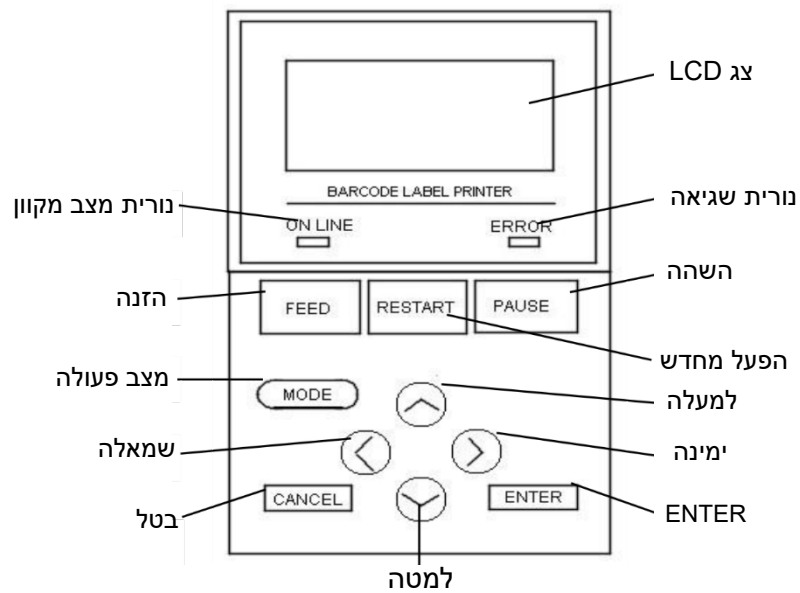 צג LCD
BARCODE LABEL PRINTER
נורית מצב מקוון
נורית שגיאה
ON LINE
ERROR
השהה
הזנה
FEED
RESTART
PAUSE
הפעל מחדש
מצב פעולה
MODE
למעלה
שמאלה
ימינה
CANCEL
ENTER
בטל
ENTER
למטה